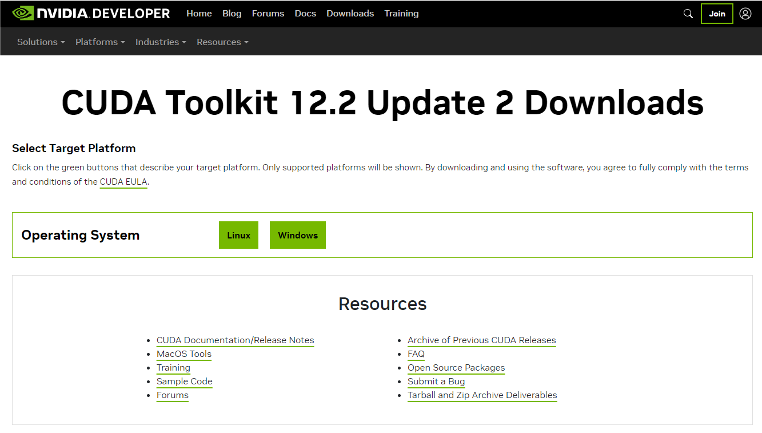 NVIDIA DEVELOPER Home Blog Forums Docs Downloads Training Join
Solutions Platforms Industries Resources
CUDA Toolkit 12.2 Update 2 Downloads
Select Target Platform
Click on the green buttons that describe your target platform. Only supported platforms will be shown. By downloading and using the software, you agree to fully comply with the terms
and conditions of the CUDA EULA.
Operating System Linux Windows
Resources
CUDA Documentation/Release Notes
MacOS Tools
Training
Sample Code
Forums
Archive of Previous CUDA Releases
FAQ
Open Source Packages
Submit a Bug
Tarball and Zip Archive Deliverables